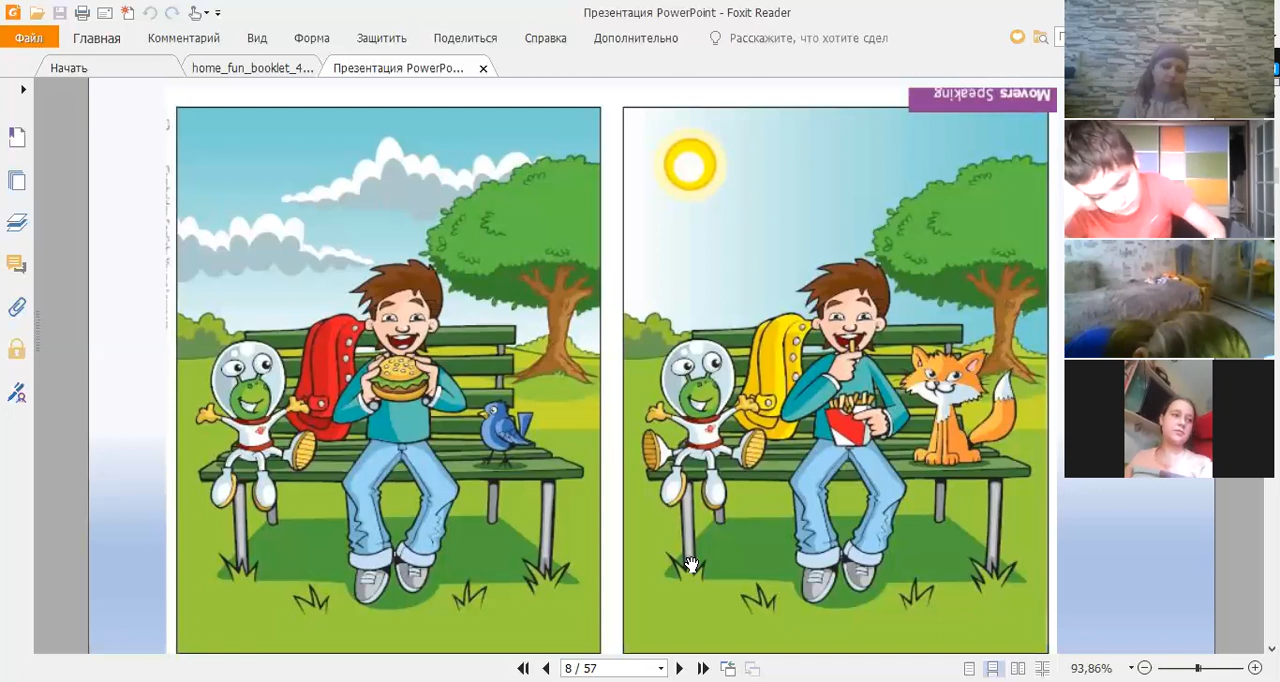 Презентация PowerPoint - Foxit Reader
Файл Главная Комментарий Вид Форма Защитить Поделиться Справка Дополнительно Расскажите, что хотите сдел
Начать home_fun_booklet_4... Презентация PowerPo...
Movers Speaking
8 / 57
93,86%